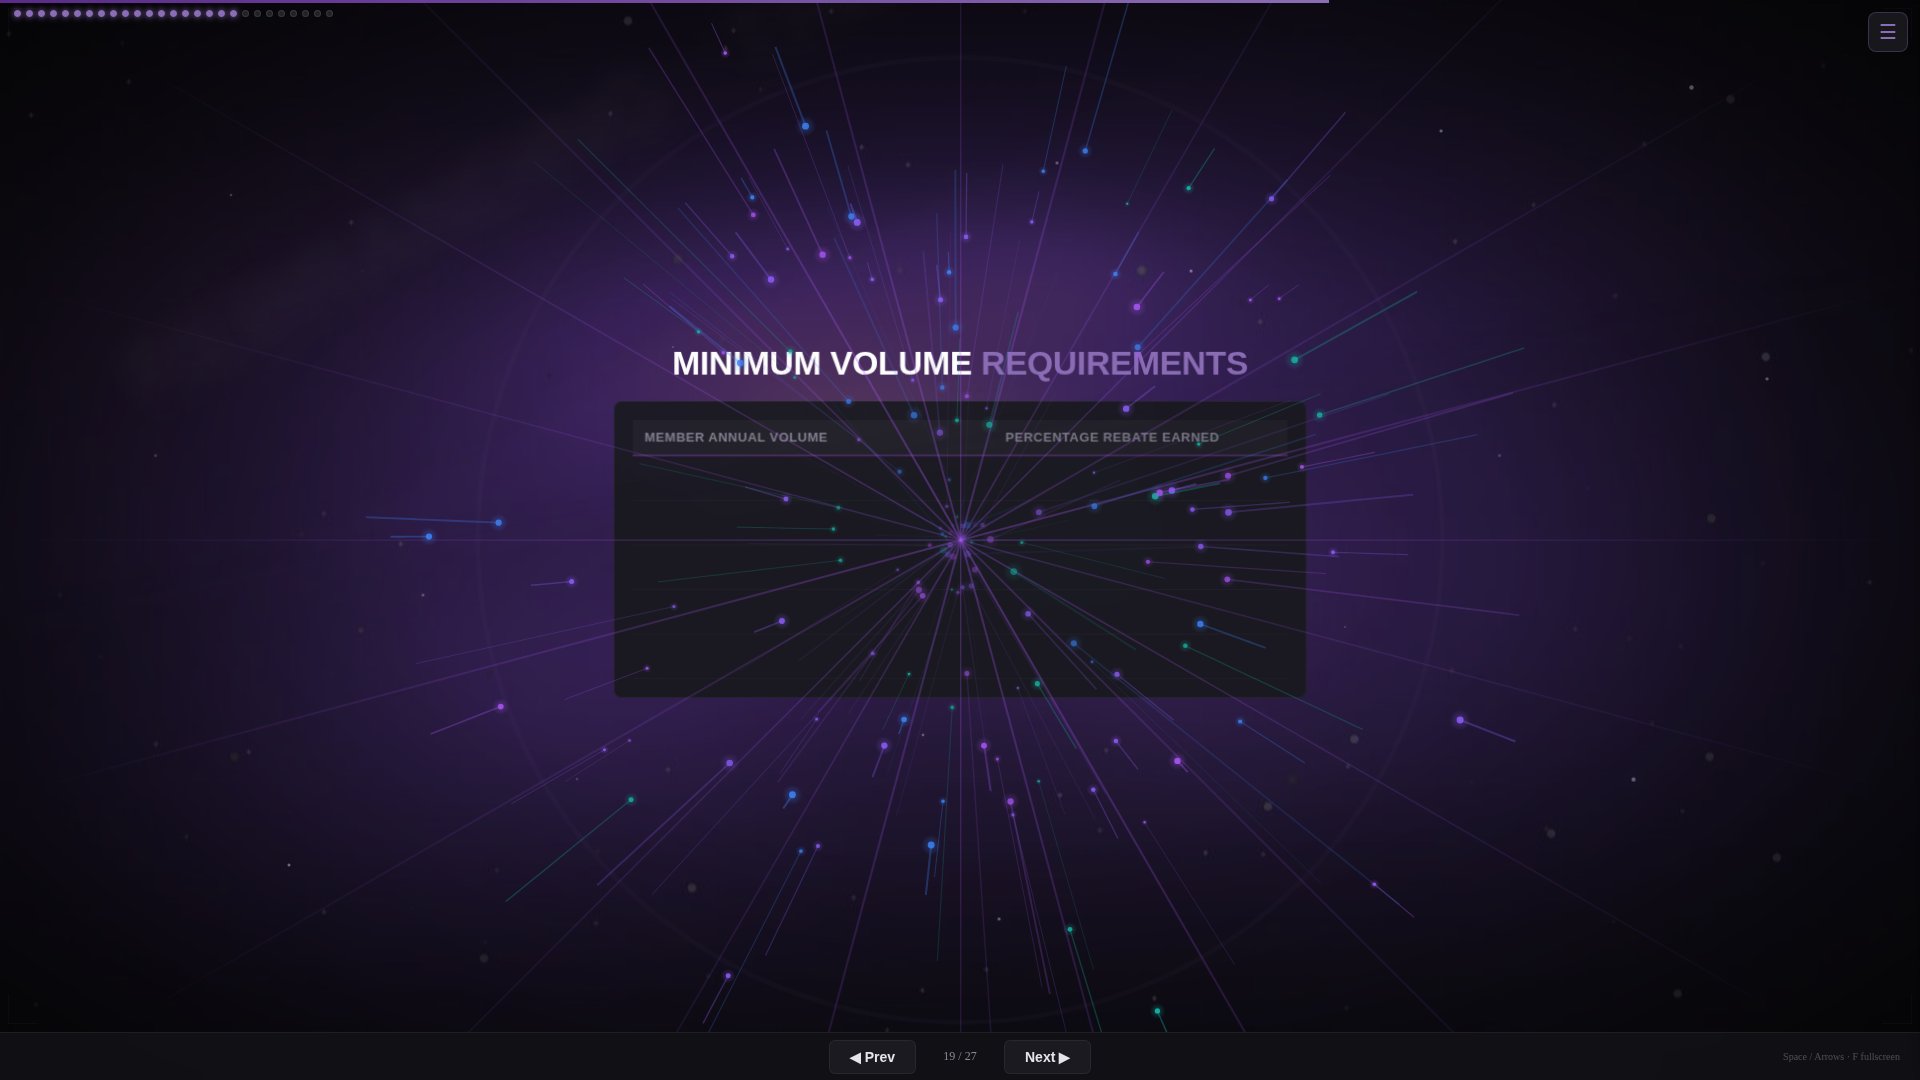 ☰
MINIMUM VOLUME REQUIREMENTS
MEMBER ANNUAL VOLUME
PERCENTAGE REBATE EARNED
◀ Prev
19 / 27
Next ▶
Space / Arrows · F fullscreen